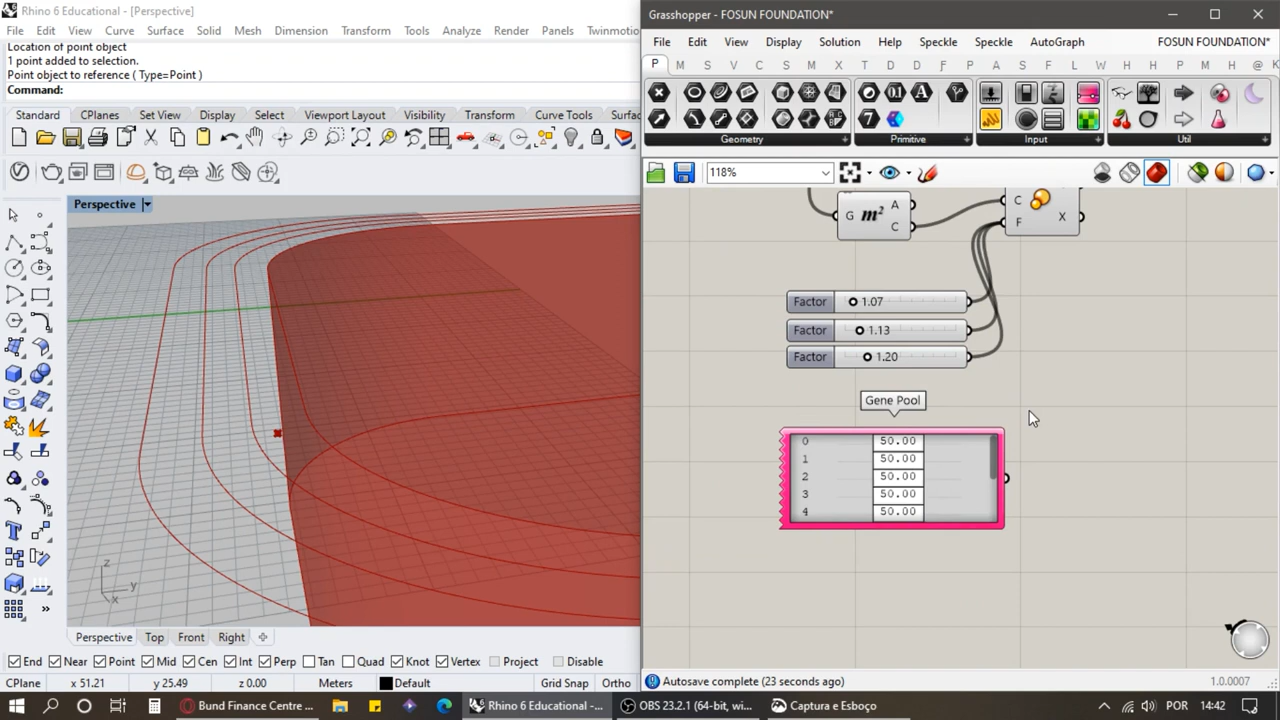 Rhino 6 Educational - [Perspective]
File Edit View Curve Surface Solid Mesh Dimension Transform Tools Analyze Render Panels Twinmotio
Location of point object
1 point added to selection.
Point object to reference ( Type=Point )
Command:
Standard CPlanes Set View Display Select Viewport Layout Visibility Transform Curve Tools Surfac
Perspective
z
y
x
Perspective Top Front Right
End Near Point Mid Cen Int Perp Tan Quad Knot Vertex Project Disable
CPlane x 51.21 y 25.49 z 0.00 Meters Default Grid Snap Ortho
Grasshopper - FOSUN FOUNDATION*
File Edit View Display Solution Help Speckle Speckle AutoGraph FOSUN FOUNDATION*
P M S V C S M X T D D F P L W H H @ K
Geometry Primitive Input Util
118%
G m² A C
C F X
Factor 1.07
Factor 1.13
Factor 1.20
Gene Pool
0 50.00
1 50.00
2 50.00
3 50.00
4 50.00
Autosave complete (23 seconds ago) 1.0.0007
Bund Finance Centre ... Rhino 6 Educational -... OBS 23.2.1 (64-bit, wi... Captura e Esboço POR 14:42